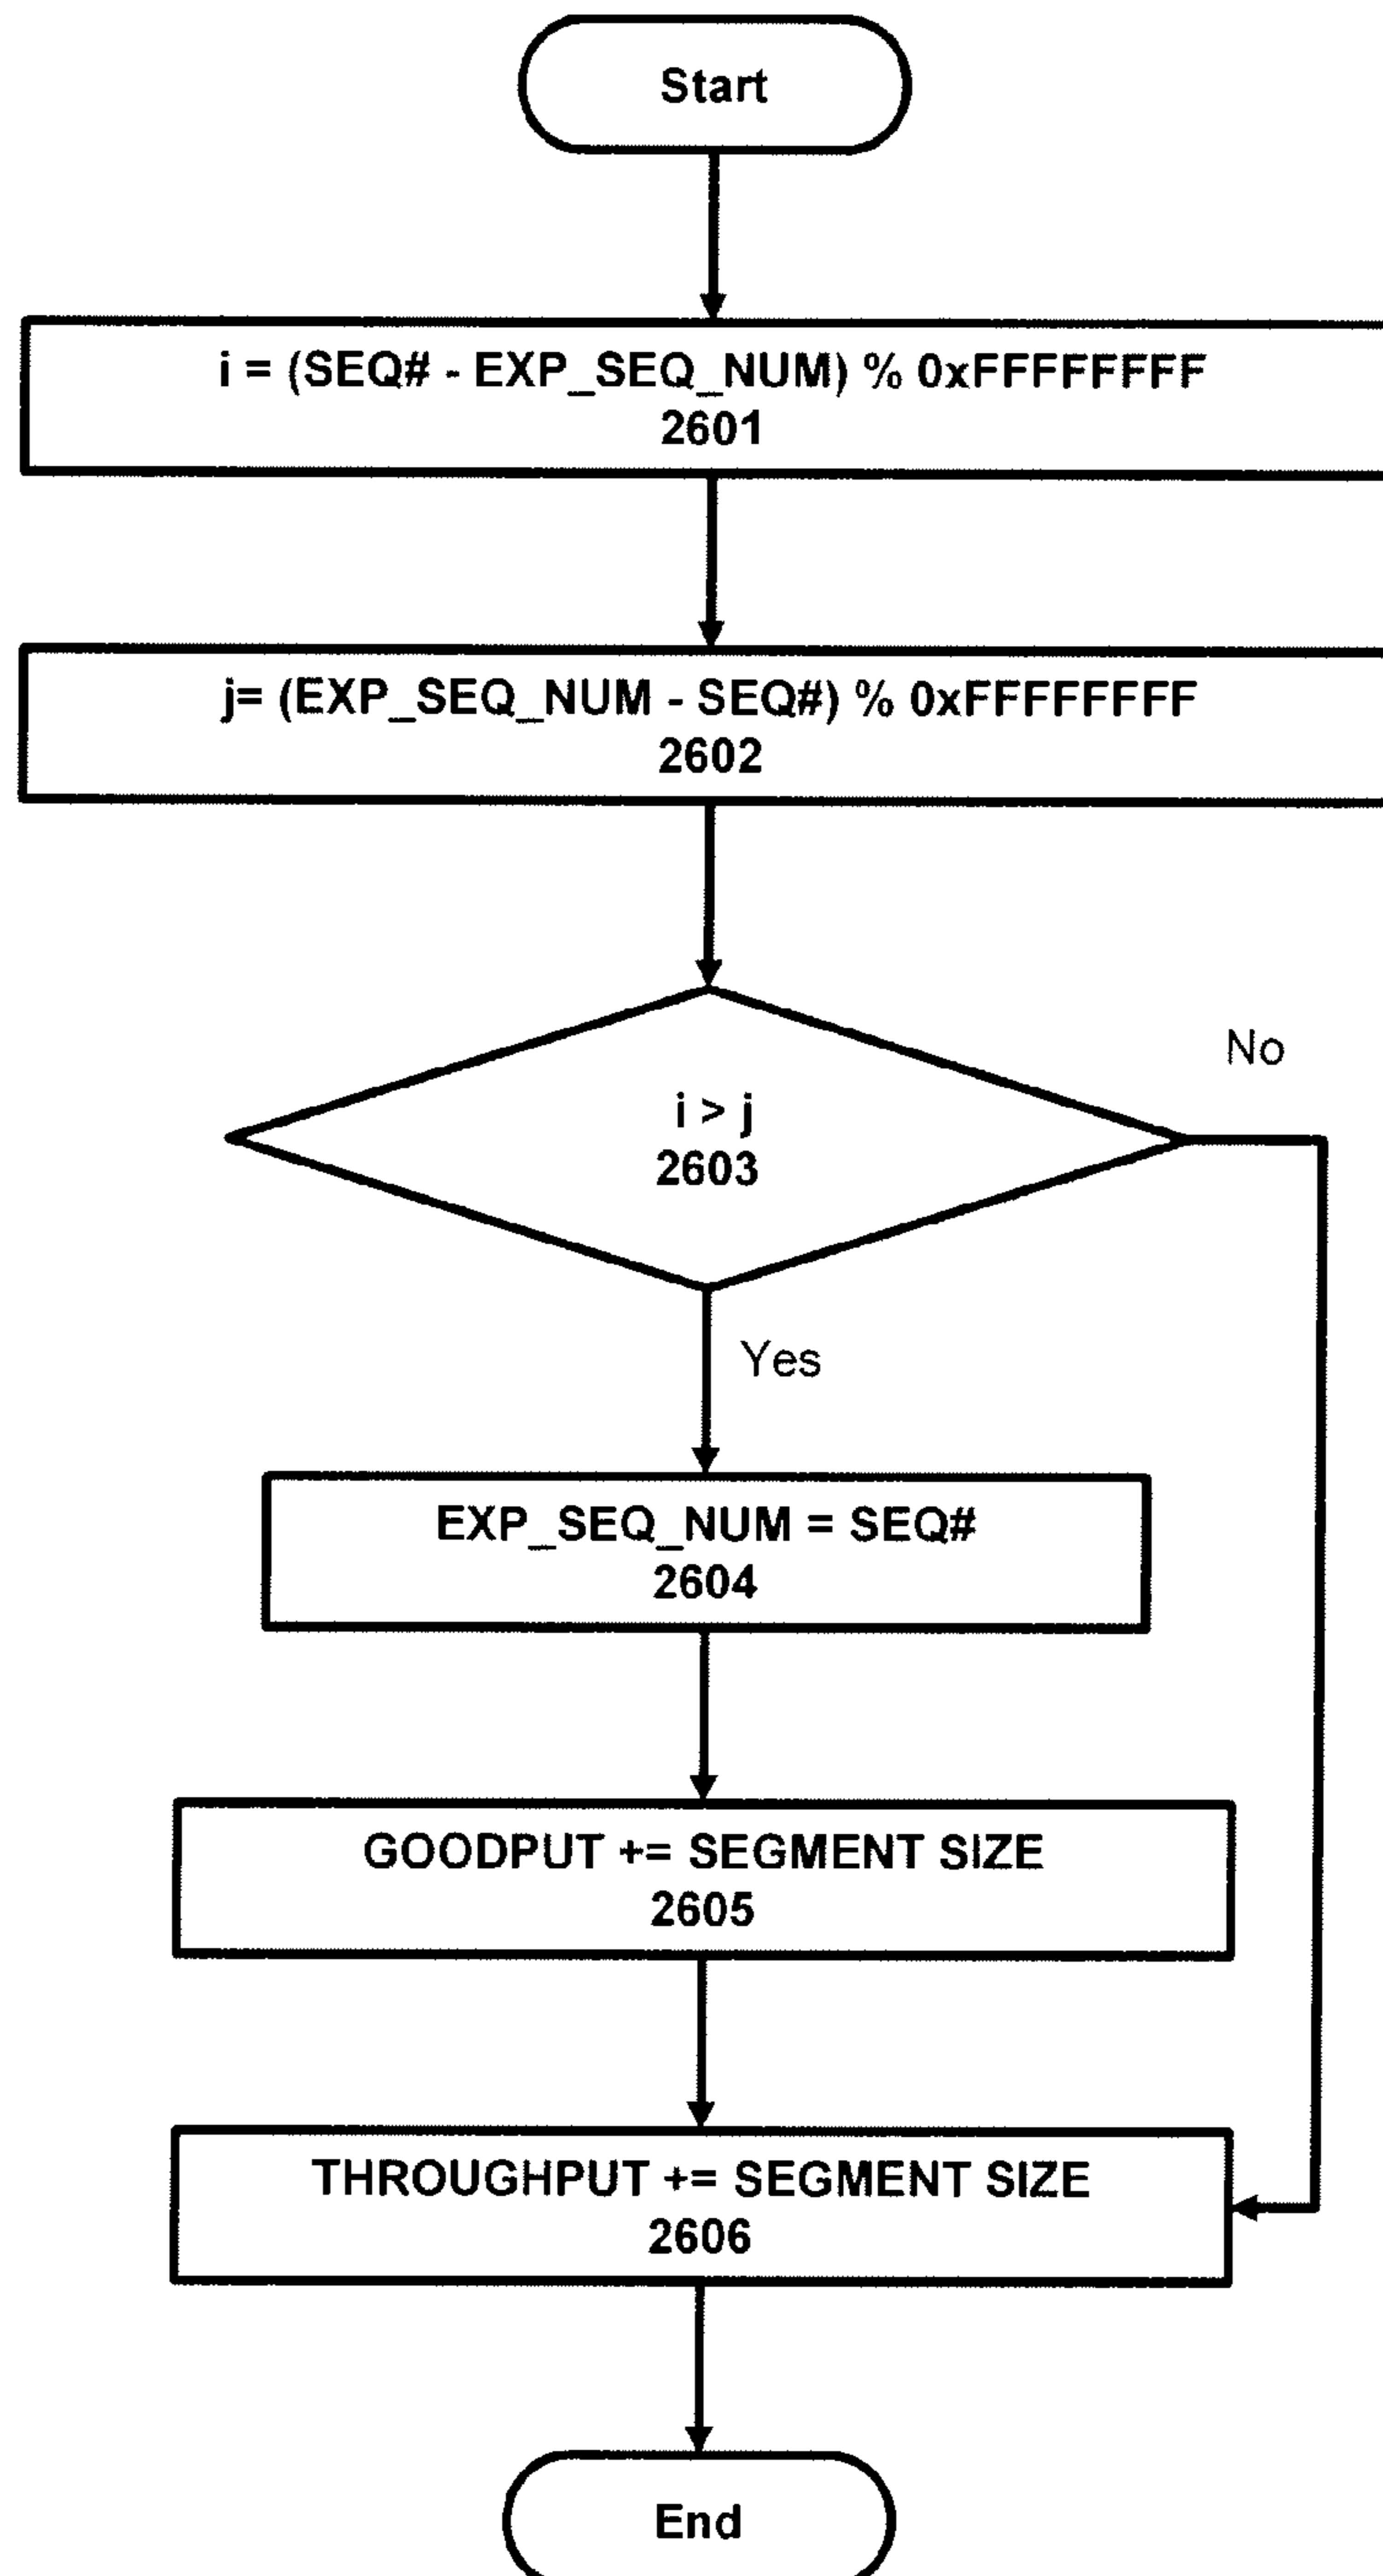 Start
i = (SEQ# - EXP_SEQ_NUM) % 0xFFFFFFFF
2601
j= (EXP_SEQ_NUM - SEQ#) % 0xFFFFFFFF
2602
No
i > j
2603
Yes
EXP_SEQ_NUM = SEQ#
2604
GOODPUT += SEGMENT SIZE
2605
THROUGHPUT += SEGMENT SIZE
2606
End